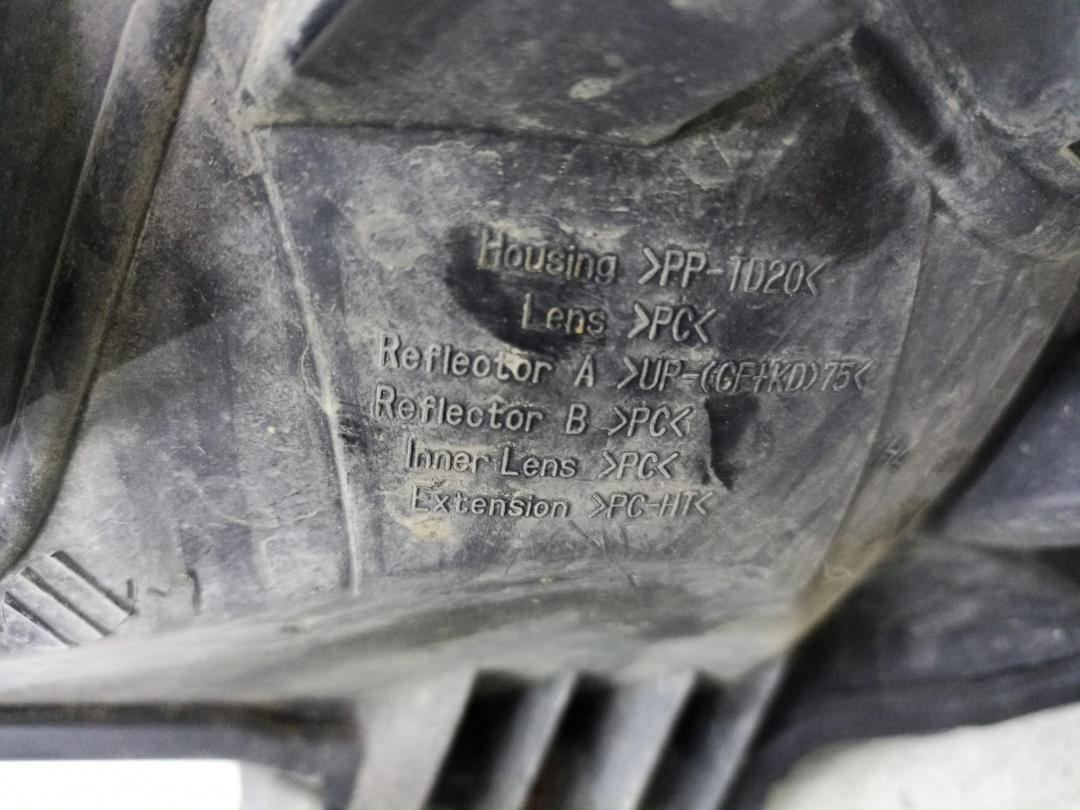 Housing >PP-TD20<
Lens >PC<
Reflector A >UP-(GF+KD)75<
Reflector B >PC<
Inner Lens >PC<
Extension >PC-HT<